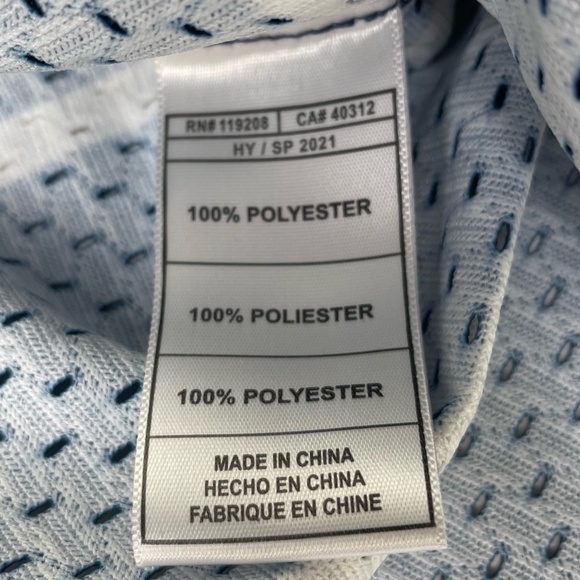 RN# 119208 CA# 40312
HY / SP 2021
100% POLYESTER
100% POLIESTER
100% POLYESTER
MADE IN CHINA
HECHO EN CHINA
FABRIQUE EN CHINE